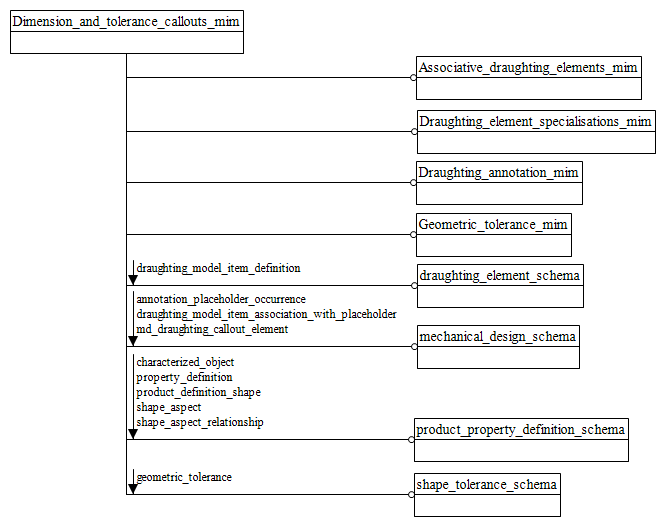 Dimension_and_tolerance_callouts_mim
Associative_draughting_elements_mim
Draughting_element_specialisations_mim
Draughting_annotation_mim
Geometric_tolerance_mim
draughting_model_item_definition
draughting_element_schema
annotation_placeholder_occurrence
draughting_model_item_association_with_placeholder
md_draughting_callout_element
mechanical_design_schema
characterized_object
property_definition
product_definition_shape
shape_aspect
shape_aspect_relationship
product_property_definition_schema
geometric_tolerance
shape_tolerance_schema